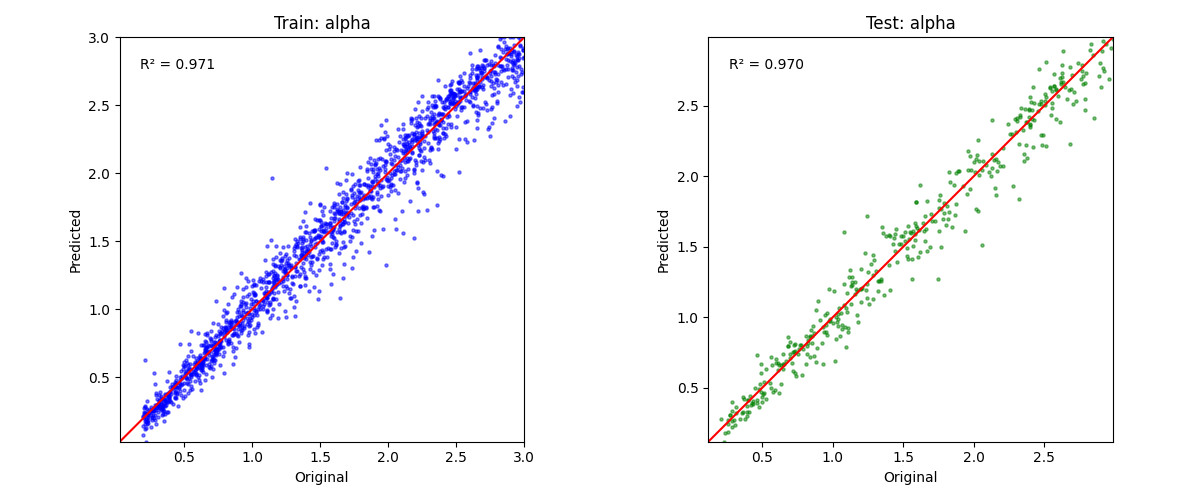 Train: alpha
R² = 0.971
3.0
2.5
2.0
1.5
1.0
0.5
Predicted
0.5 1.0 1.5 2.0 2.5 3.0
Original
Test: alpha
R² = 0.970
2.5
2.0
1.5
1.0
0.5
Predicted
0.5 1.0 1.5 2.0 2.5
Original